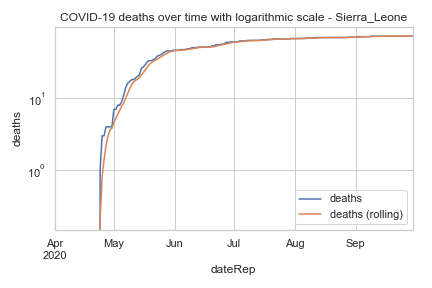 COVID-19 deaths over time with logarithmic scale - Sierra_Leone
deaths
10¹
10⁰
deaths
deaths (rolling)
Apr May Jun Jul Aug Sep
2020
dateRep